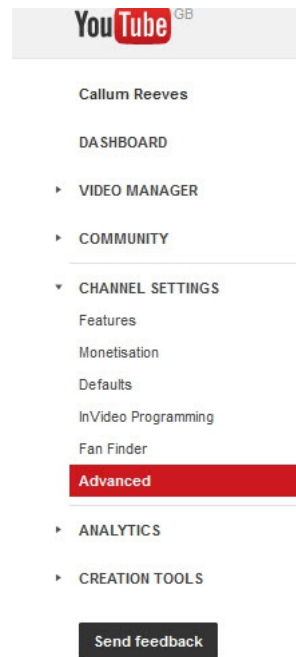 YouTube GB
Callum Reeves
DASHBOARD
VIDEO MANAGER
COMMUNITY
CHANNEL SETTINGS
Features
Monetisation
Defaults
InVideo Programming
Fan Finder
Advanced
ANALYTICS
CREATION TOOLS
Send feedback